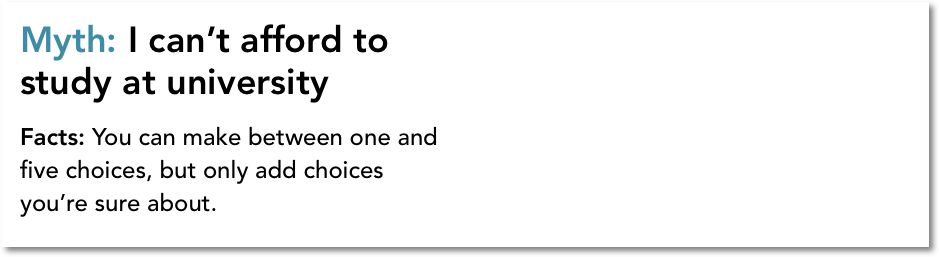 Myth: I can’t afford to
study at university
Facts: You can make between one and
five choices, but only add choices
you’re sure about.